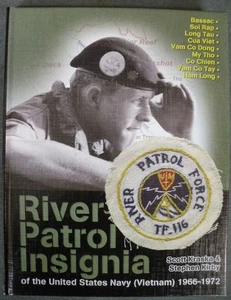 Bassac
Soi Rap
Long Tau
Cua Viet
Vam Co Dong
My Tho
Co Chien
Vam Co Tay
Ham Long
River
Patrol
Insignia
RIVER PATROL FORCE
TF-116
Scott Kraska &
Stephen Kirby
of the United States Navy (Vietnam) 1966-1972